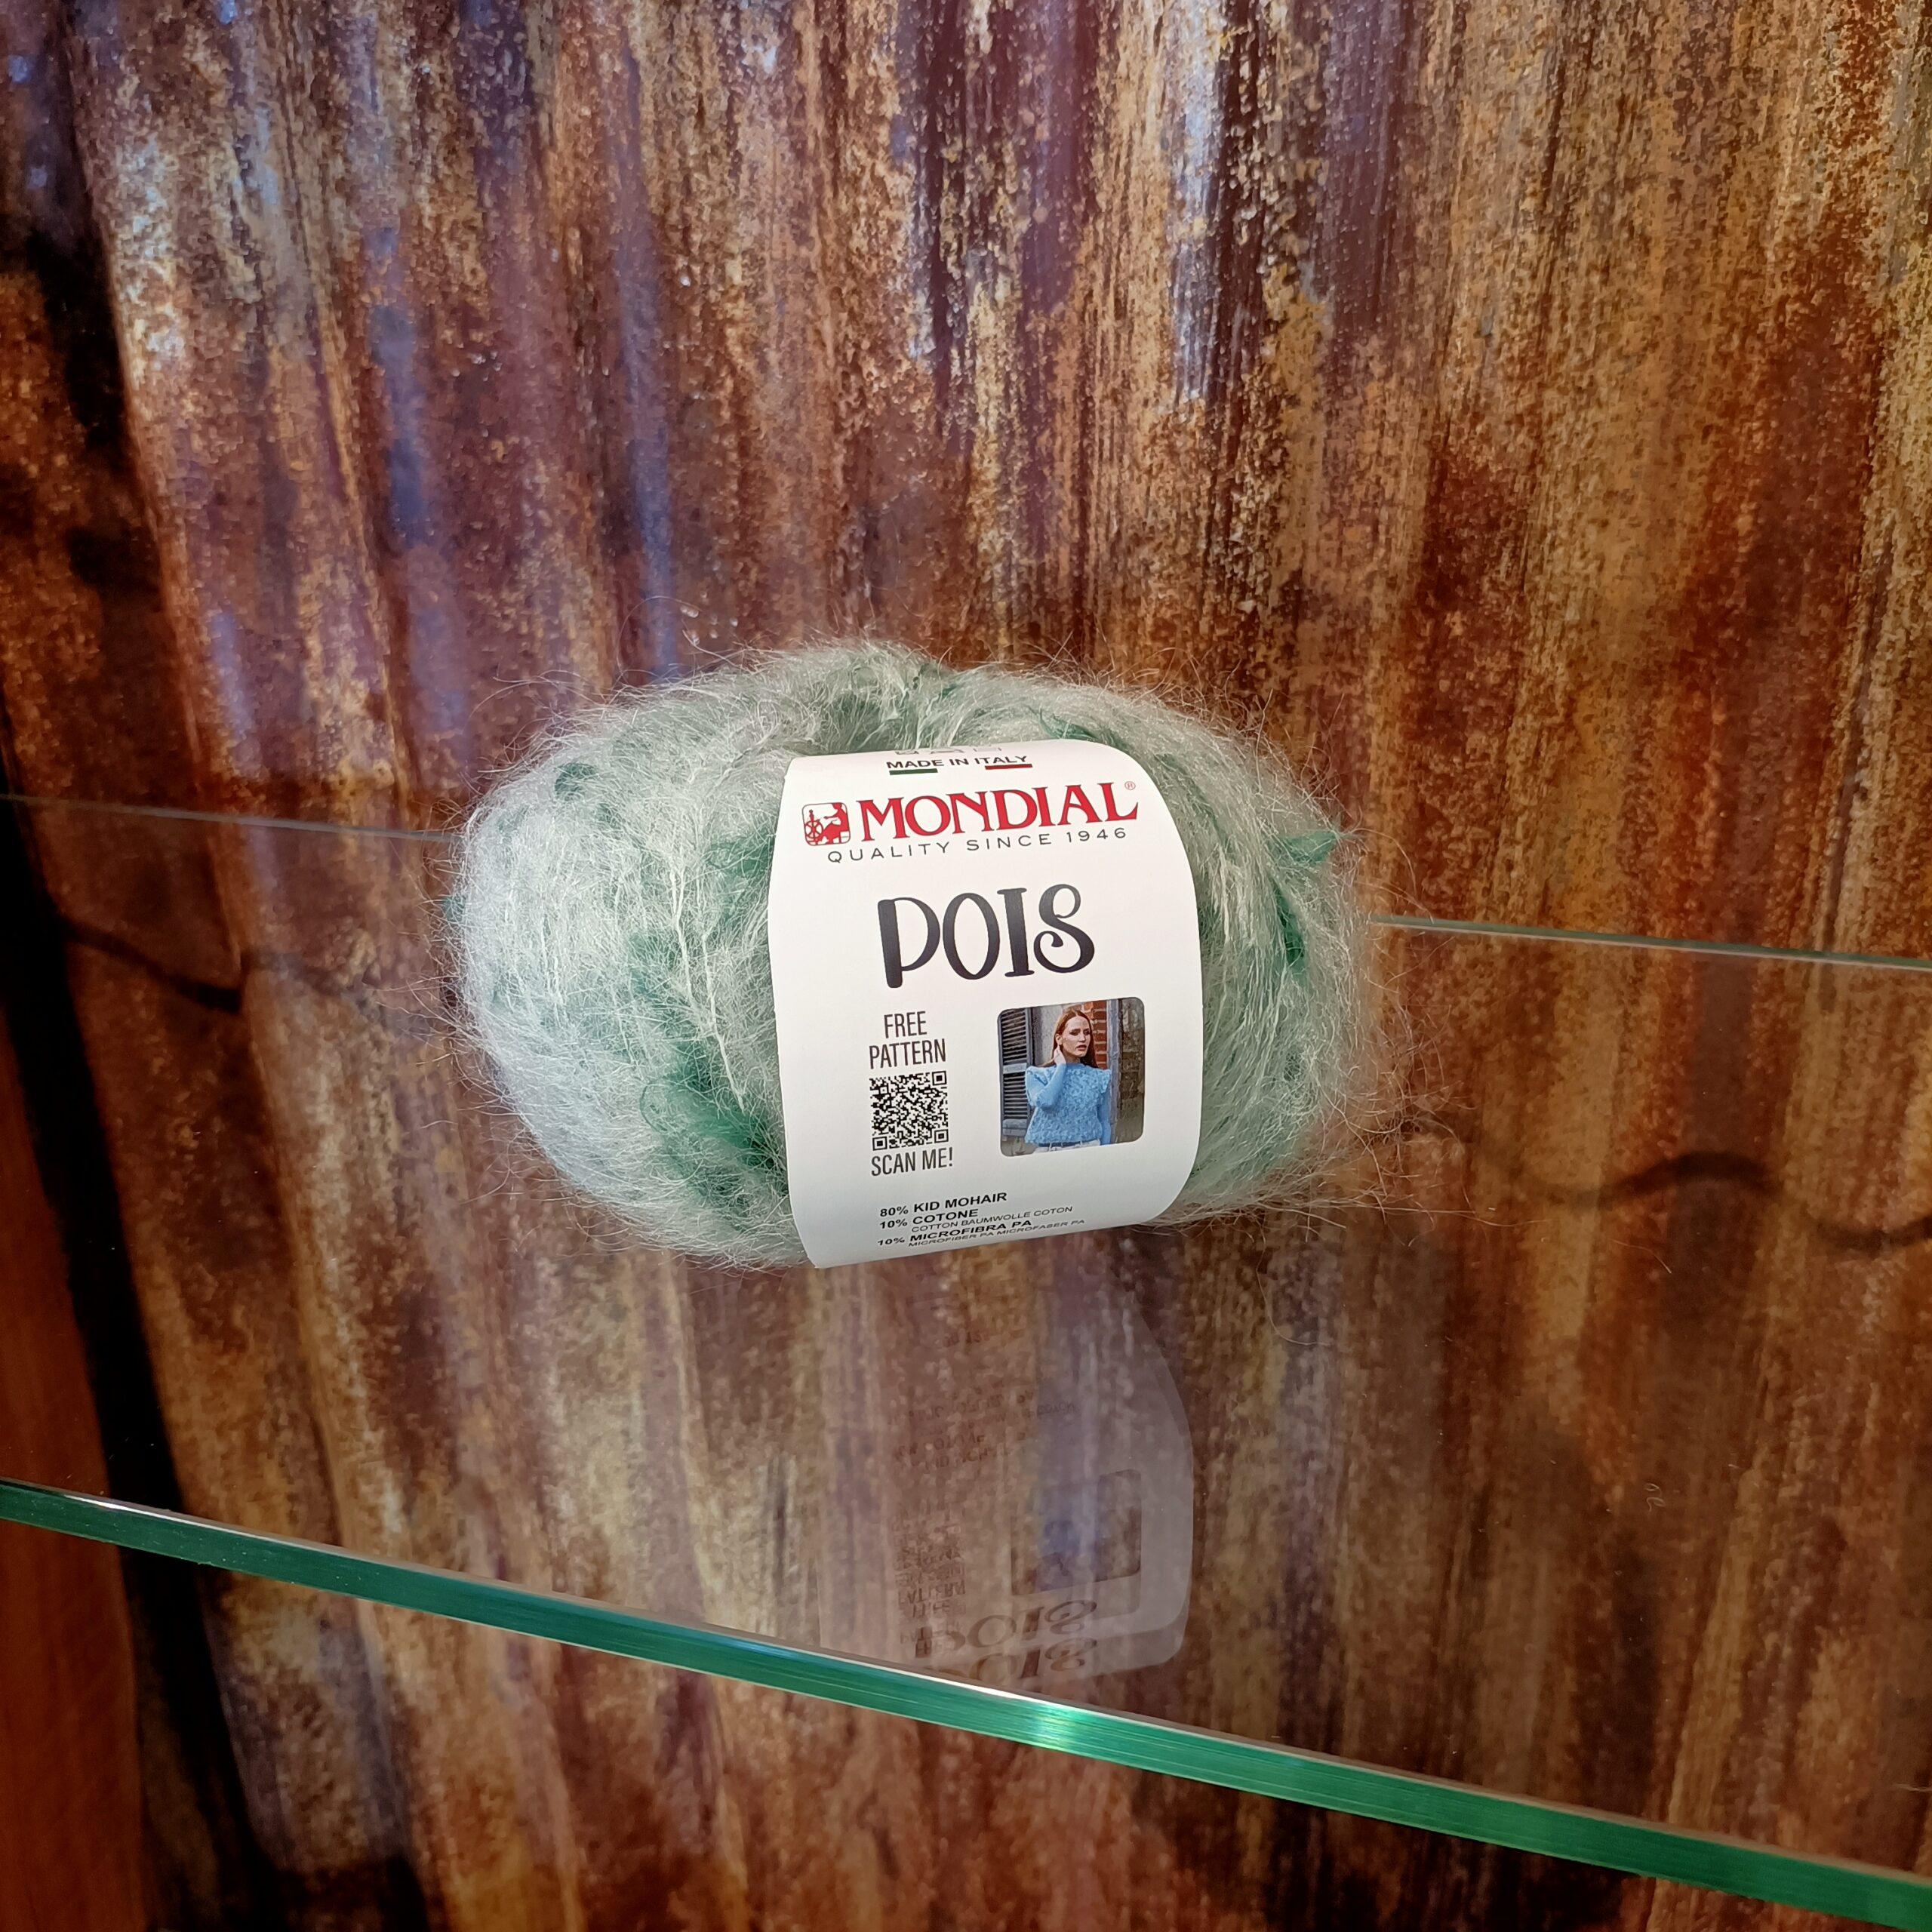 MADE IN ITALY
MONDIAL®
QUALITY SINCE 1946
POIS
FREE
PATTERN
SCAN ME!
80% KID MOHAIR
10% COTONE
COTTON BAUMWOLLE COTON
10% MICROFIBRA PA
MICROFIBER PA MICROFASER PA